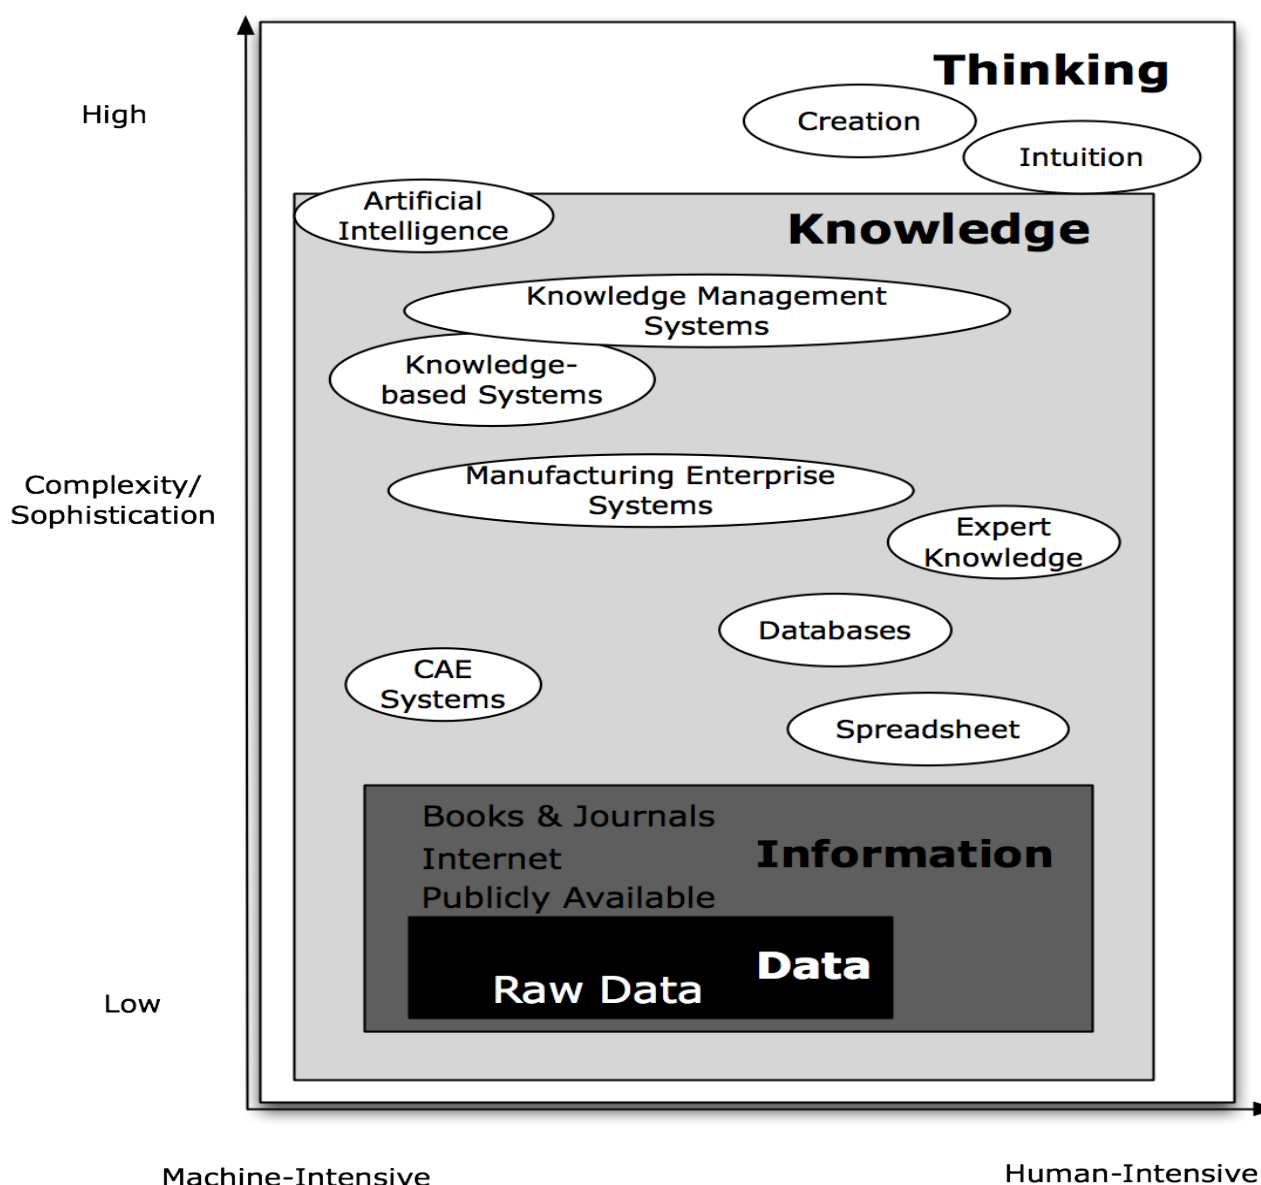 Thinking
High
Creation
Intuition
Artificial
Intelligence
Knowledge
Knowledge Management
Systems
Knowledge-
based Systems
Manufacturing Enterprise
Systems
Complexity/
Sophistication
Expert
Knowledge
Databases
CAE
Systems
Spreadsheet
Books & Journals
Internet
Publicly Available
Information
Data
Raw Data
Low
Machine-Intensive
Human-Intensive